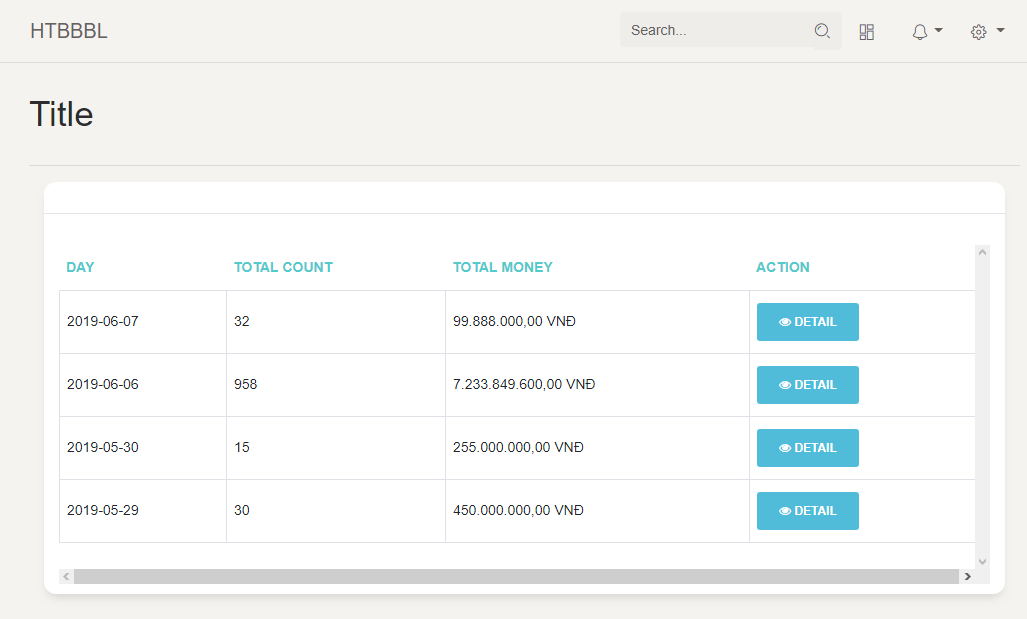 HTBBBL Search...
Title
DAY TOTAL COUNT TOTAL MONEY ACTION
2019-06-07 32 99.888.000,00 VNĐ DETAIL
2019-06-06 958 7.233.849.600,00 VNĐ DETAIL
2019-05-30 15 255.000.000,00 VNĐ DETAIL
2019-05-29 30 450.000.000,00 VNĐ DETAIL